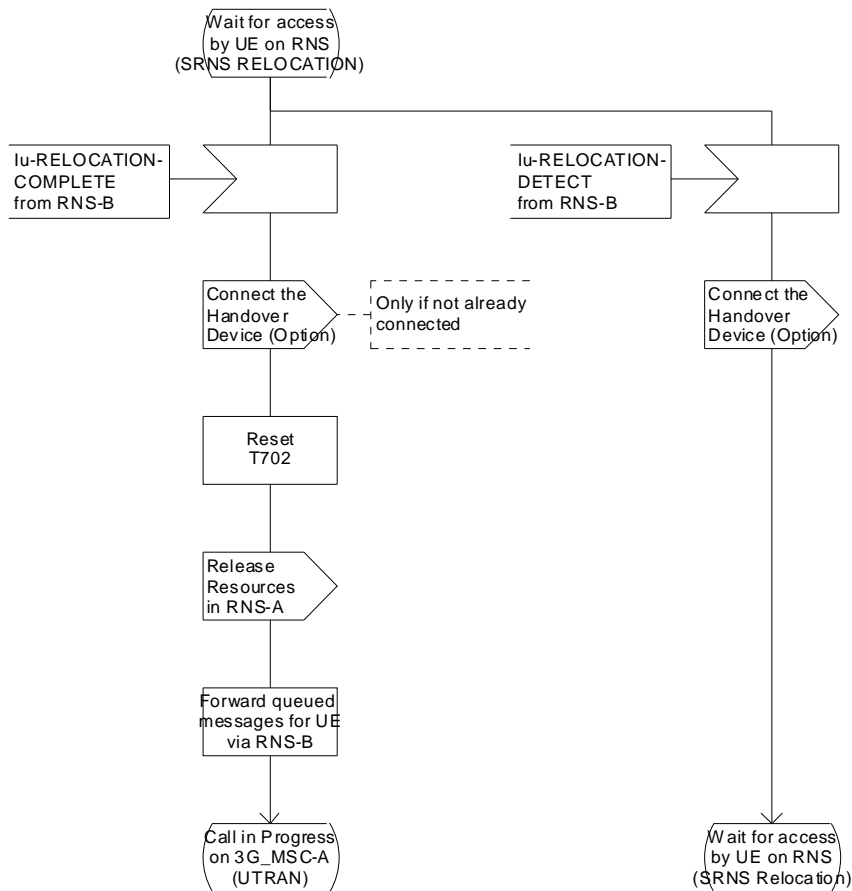 Wait for access
by UE on RNS
(SRNS RELOCATION)
Iu-RELOCATION-
COMPLETE
from RNS-B
Iu-RELOCATION-
DETECT
from RNS-B
Connect the
Handover
Device (Option)
Only if not already
connected
Connect the
Handover
Device (Option)
Reset
T702
Release
Resources
in RNS-A
Forward queued
messages for UE
via RNS-B
Call in Progress
on 3G_MSC-A
(UTRAN)
Wait for access
by UE on RNS
(SRNS Relocation)